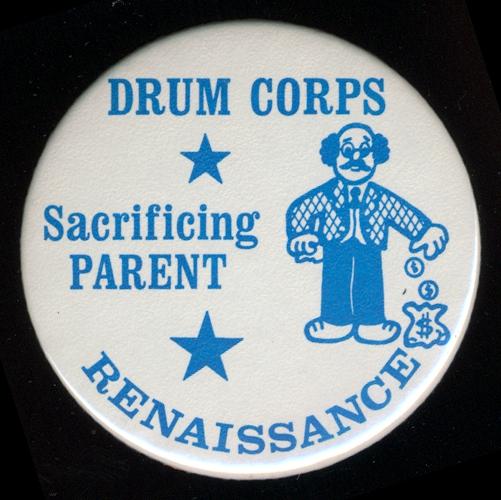 DRUM CORPS
Sacrificing
PARENT
$
$
$
RENAISSANCE